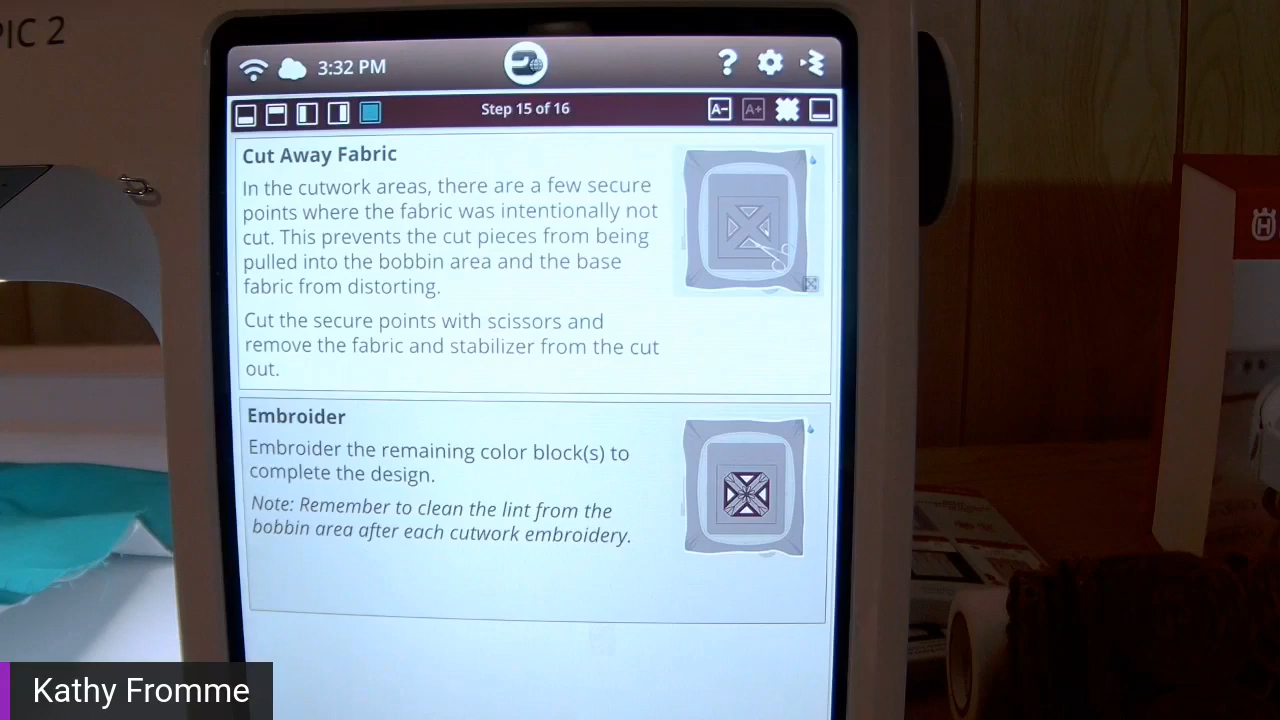 PIC 2
3:32 PM
Step 15 of 16
A-
A+
Cut Away Fabric
In the cutwork areas, there are a few secure
points where the fabric was intentionally not
cut. This prevents the cut pieces from being
pulled into the bobbin area and the base
fabric from distorting.
Cut the secure points with scissors and
remove the fabric and stabilizer from the cut
out.
Embroider
Embroider the remaining color block(s) to
complete the design.
Note: Remember to clean the lint from the
bobbin area after each cutwork embroidery.
Kathy Fromme